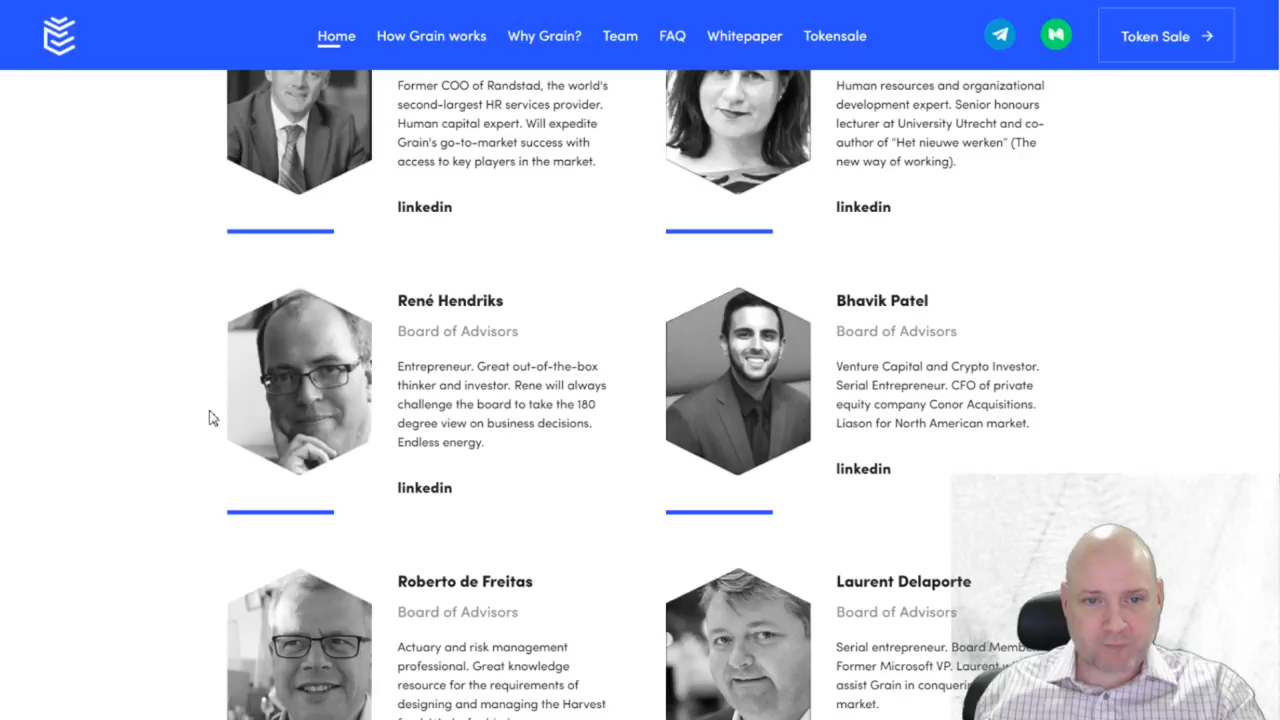 Home
How Grain works
Why Grain?
Team
FAQ
Whitepaper
Tokensale
Token Sale
Former COO of Randstad, the world's
second-largest HR services provider.
Human capital expert. Will expedite
Grain's go-to-market success with
access to key players in the market.
linkedin
Human resources and organizational
development expert. Senior honours
lecturer at University Utrecht and co-
author of "Het nieuwe werken" (The
new way of working).
linkedin
René Hendriks
Board of Advisors
Entrepreneur. Great out-of-the-box
thinker and investor. Rene will always
challenge the board to take the 180
degree view on business decisions.
Endless energy.
linkedin
Bhavik Patel
Board of Advisors
Venture Capital and Crypto Investor.
Serial Entrepreneur. CFO of private
equity company Conor Acquisitions.
Liason for North American market.
linkedin
Roberto de Freitas
Board of Advisors
Actuary and risk management
professional. Great knowledge
resource for the requirements of
designing and managing the Harvest
Laurent Delaporte
Board of Advisors
Serial entrepreneur. Board
Former Microsoft VP. Laurent
assist Grain in
market.